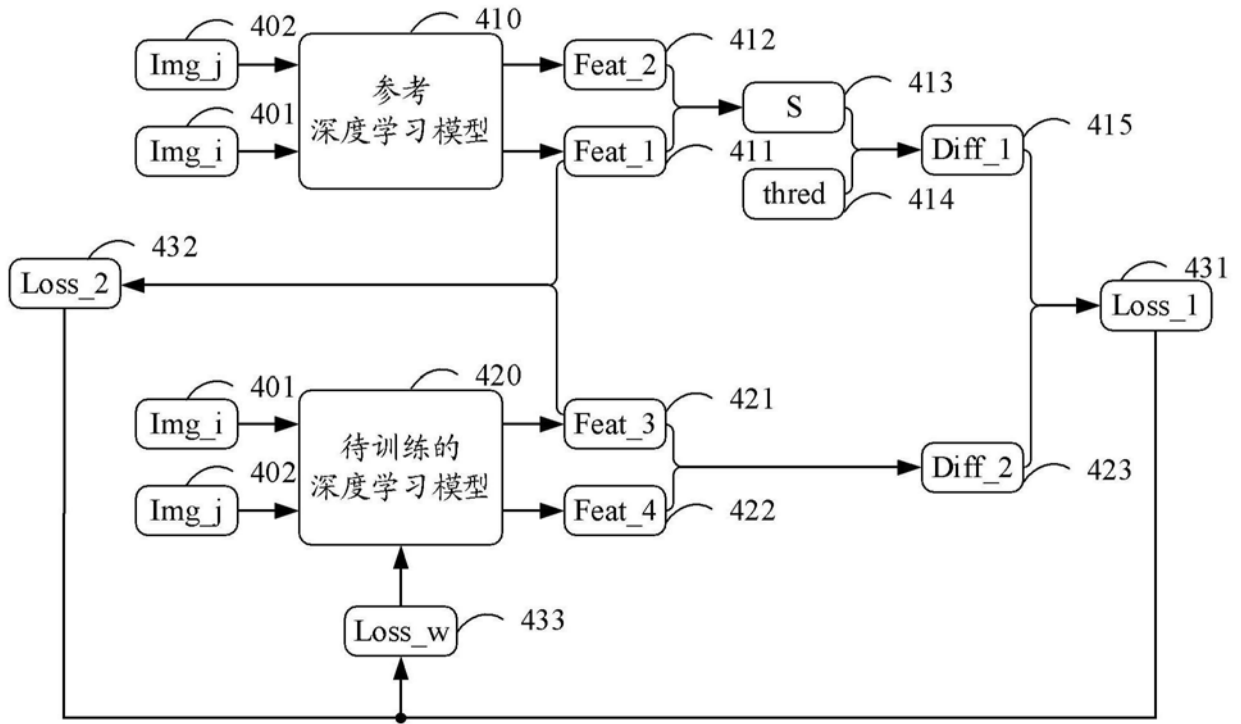 402
410
412
Img_j
Feat_2
413
参考
深度学习模型
S
401
415
Img_i
Feat_1
411
Diff_1
thred
414
432
Loss_2
431
Loss_1
401
420
421
Img_i
Feat_3
待训练的
深度学习模型
402
Diff_2
423
Img_j
Feat_4
422
Loss_w
433